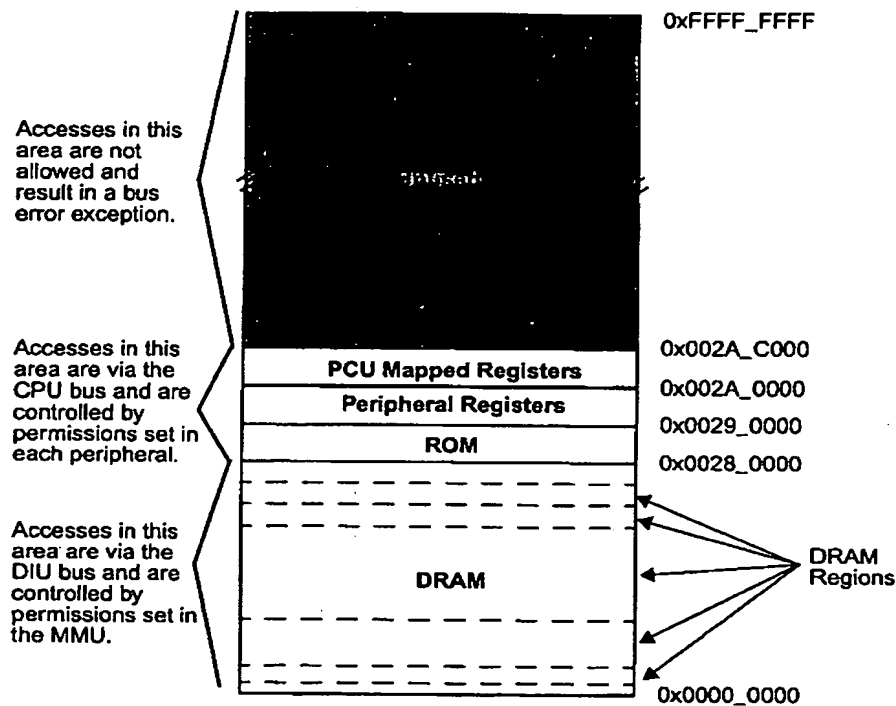 0xFFFF_FFFF
Accesses in this
area are not
allowed and
result in a bus
error exception.
0x002A_C000
PCU Mapped Registers
0x002A_0000
Peripheral Registers
0x0029_0000
ROM
0x0028_0000
Accesses in this
area are via the
CPU bus and are
controlled by
permissions set in
each peripheral.
Accesses in this
area are via the
DIU bus and are
controlled by
permissions set in
the MMU.
DRAM
DRAM
Regions
0x0000_0000